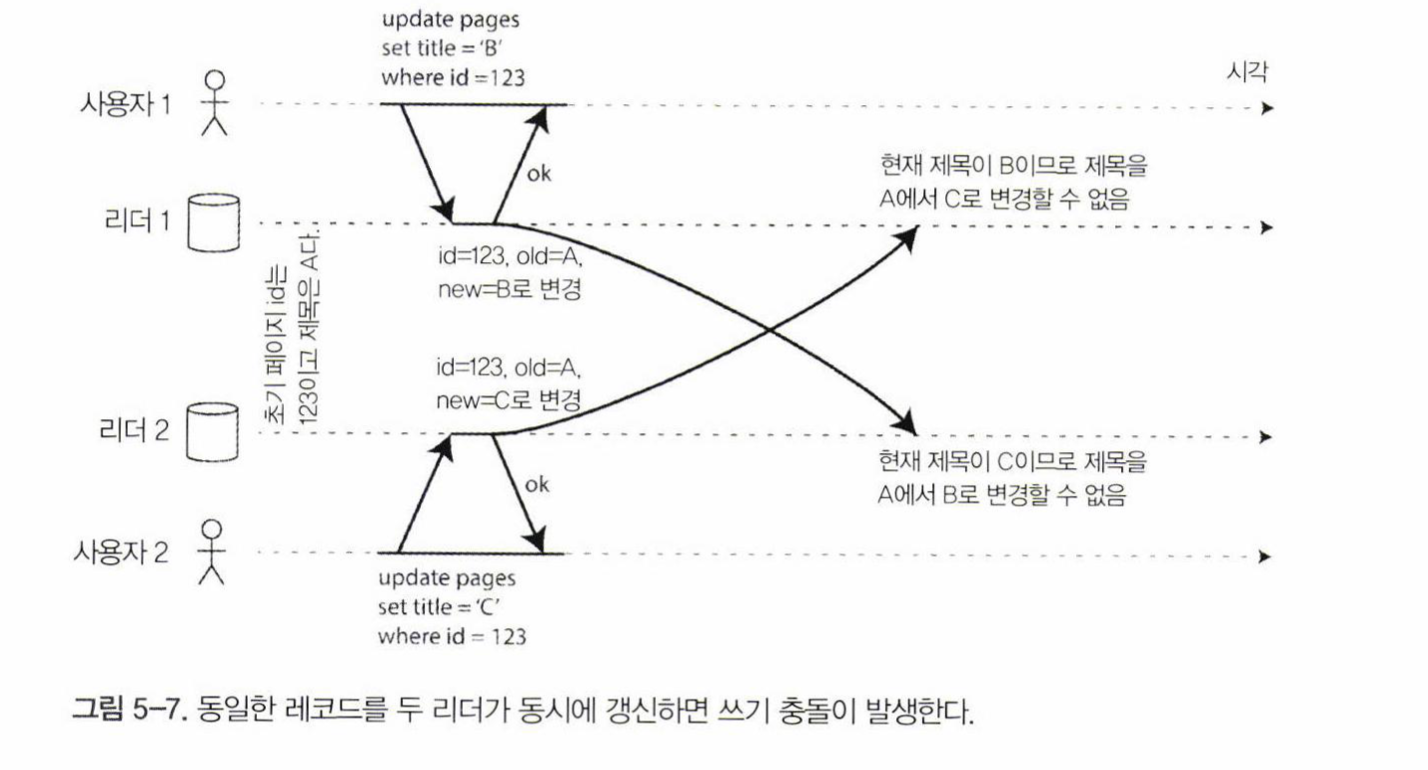 update pages
set title = ‘B’
where id =123
시각
사용자 1
ok
현재 제목이 B이므로 제목을
A에서 C로 변경할 수 없음
리더 1
id=123, old=A,
new=B로 변경
초기 페이지 id는
123이고 제목은 A다.
id=123, old=A,
new=C로 변경
리더 2
현재 제목이 C이므로 제목을
A에서 B로 변경할 수 없음
ok
사용자 2
update pages
set title = ‘C’
where id = 123
그림 5-7. 동일한 레코드를 두 리더가 동시에 갱신하면 쓰기 충돌이 발생한다.